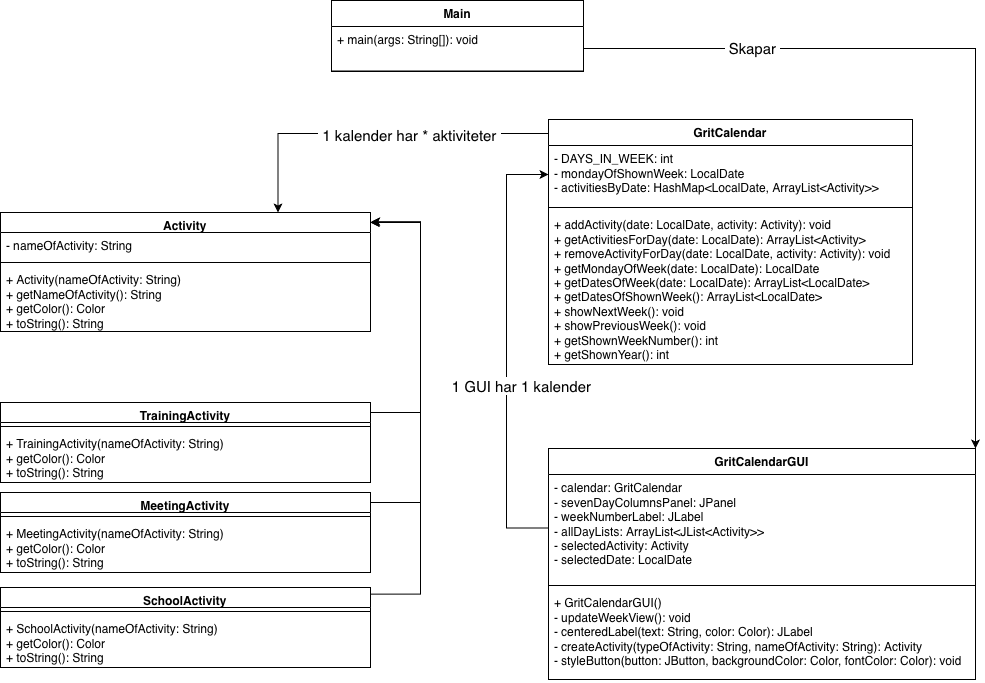 Main
+ main(args: String[]): void
Skapar
1 kalender har * aktiviteter
GritCalendar
- DAYS_IN_WEEK: int
- mondayOfShownWeek: LocalDate
- activitiesByDate: HashMap<LocalDate, ArrayList<Activity>>
+ addActivity(date: LocalDate, activity: Activity): void
+ getActivitiesForDay(date: LocalDate): ArrayList<Activity>
+ removeActivityForDay(date: LocalDate, activity: Activity): void
+ getMondayOfWeek(date: LocalDate): LocalDate
+ getDatesOfWeek(date: LocalDate): ArrayList<LocalDate>
+ getDatesOfShownWeek(): ArrayList<LocalDate>
+ showNextWeek(): void
+ showPreviousWeek(): void
+ getShownWeekNumber(): int
+ getShownYear(): int
Activity
- nameOfActivity: String
+ Activity(nameOfActivity: String)
+ getNameOfActivity(): String
+ getColor(): Color
+ toString(): String
1 GUI har 1 kalender
TrainingActivity
+ TrainingActivity(nameOfActivity: String)
+ getColor(): Color
+ toString(): String
MeetingActivity
+ MeetingActivity(nameOfActivity: String)
+ getColor(): Color
+ toString(): String
SchoolActivity
+ SchoolActivity(nameOfActivity: String)
+ getColor(): Color
+ toString(): String
GritCalendarGUI
- calendar: GritCalendar
- sevenDayColumnsPanel: JPanel
- weekNumberLabel: JLabel
- allDayLists: ArrayList<JList<Activity>>
- selectedActivity: Activity
- selectedDate: LocalDate
+ GritCalendarGUI()
- updateWeekView(): void
- centeredLabel(text: String, color: Color): JLabel
- createActivity(typeOfActivity: String, nameOfActivity: String): Activity
- styleButton(button: JButton, backgroundColor: Color, fontColor: Color): void